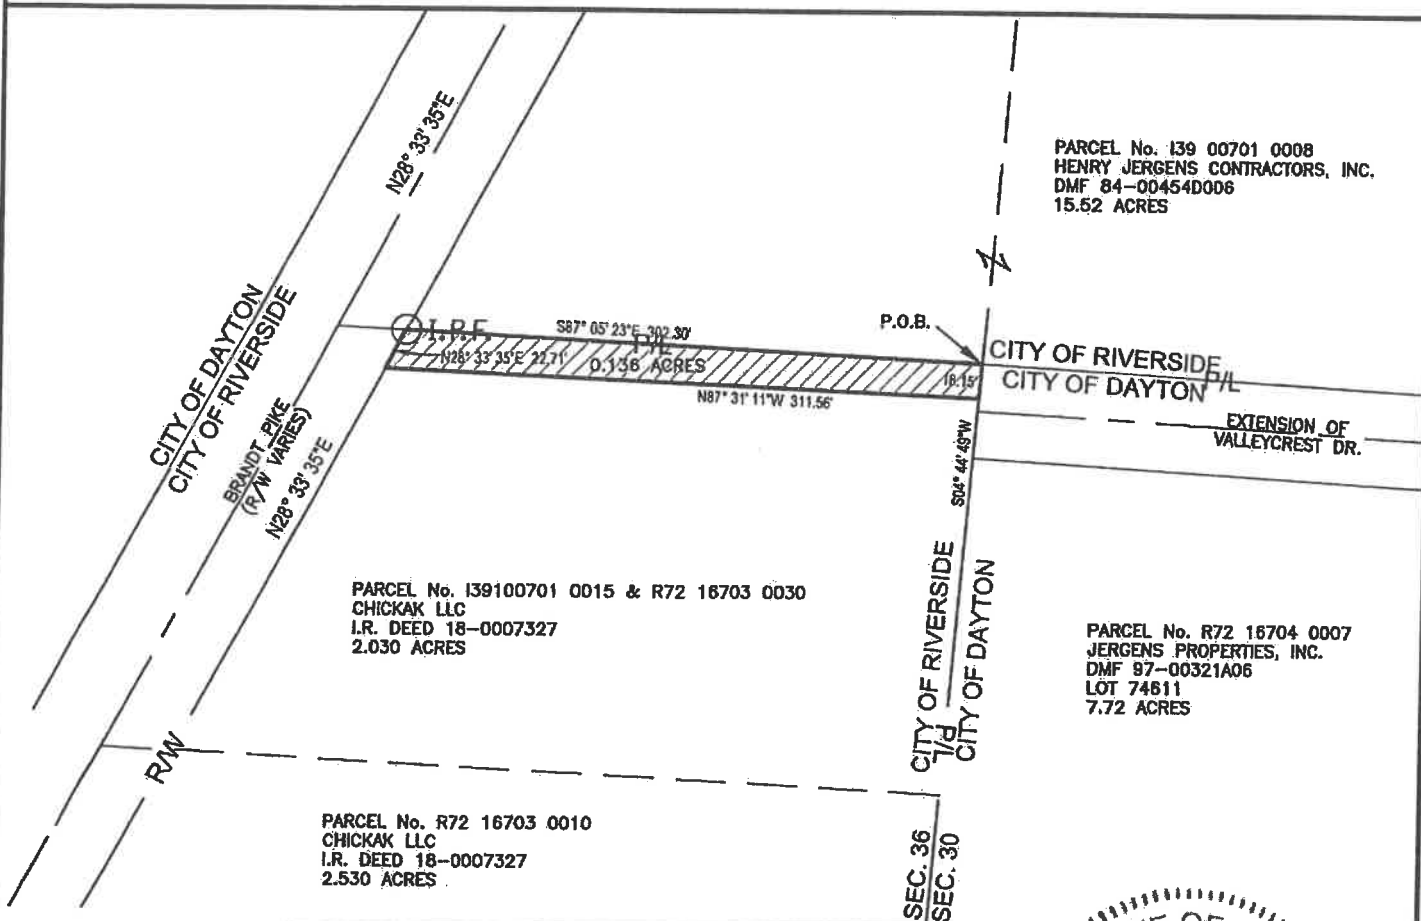 N28° 33' 35"E
PARCEL No. I39 00701 0008
HENRY JERGENS CONTRACTORS, INC.
DMF 84-00454D006
15.52 ACRES
CITY OF DAYTON
CITY OF RIVERSIDE
BRANDT PIKE
(R/W VARIES)
N28° 33' 35"E
I.P.F.
S87° 05' 23"E 302.30'
P/L
N28° 33' 35"E 22.71'
0.136 ACRES
18.15'
N87° 31' 11"W 311.56'
P.O.B.
CITY OF RIVERSIDE
P/L
CITY OF DAYTON
EXTENSION OF
VALLEYCREST DR.
S04° 44' 49"W
PARCEL No. I39100701 0015 & R72 16703 0030
CHICKAK LLC
I.R. DEED 18-0007327
2.030 ACRES
CITY OF RIVERSIDE
P/L
CITY OF DAYTON
PARCEL No. R72 16704 0007
JERGENS PROPERTIES, INC.
DMF 97-00321A06
LOT 74611
7.72 ACRES
R/W
PARCEL No. R72 16703 0010
CHICKAK LLC
I.R. DEED 18-0007327
2.530 ACRES
SEC. 36
SEC. 30
OF